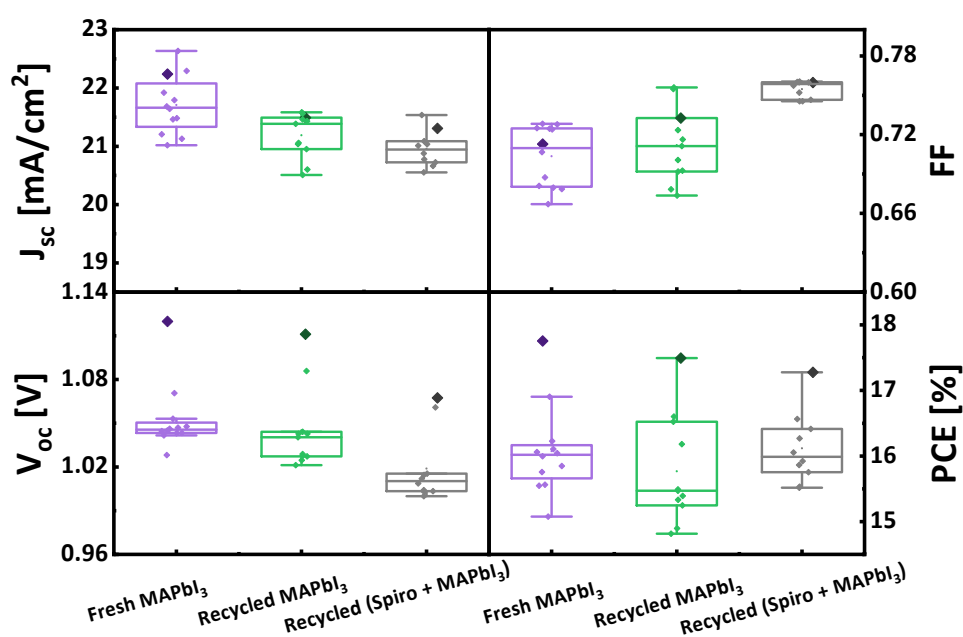 23
22
21
20
19
J_sc [mA/cm²]
0.78
0.72
0.66
0.60
FF
1.14
1.08
1.02
0.96
V_oc [V]
18
17
16
15
PCE [%]
Fresh MAPbI₃
Recycled MAPbI₃
Recycled (Spiro + MAPbI₃)
Fresh MAPbI₃
Recycled MAPbI₃
Recycled (Spiro + MAPbI₃)